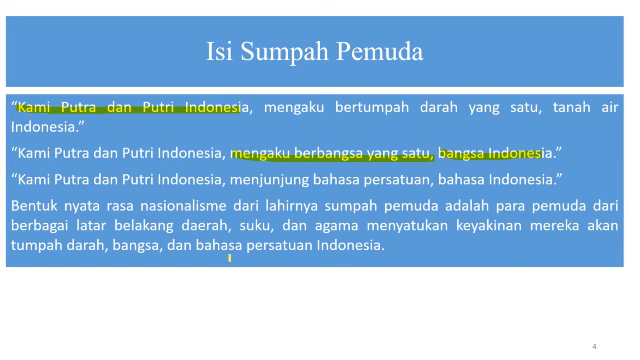 Isi Sumpah Pemuda
“Kami Putra dan Putri Indonesia, mengaku bertumpah darah yang satu, tanah air
Indonesia.”
“Kami Putra dan Putri Indonesia, mengaku berbangsa yang satu, bangsa Indonesia.”
“Kami Putra dan Putri Indonesia, menjunjung bahasa persatuan, bahasa Indonesia.”
Bentuk nyata rasa nasionalisme dari lahirnya sumpah pemuda adalah para pemuda dari
berbagai latar belakang daerah, suku, dan agama menyatukan keyakinan mereka akan
tumpah darah, bangsa, dan bahasa persatuan Indonesia.
4